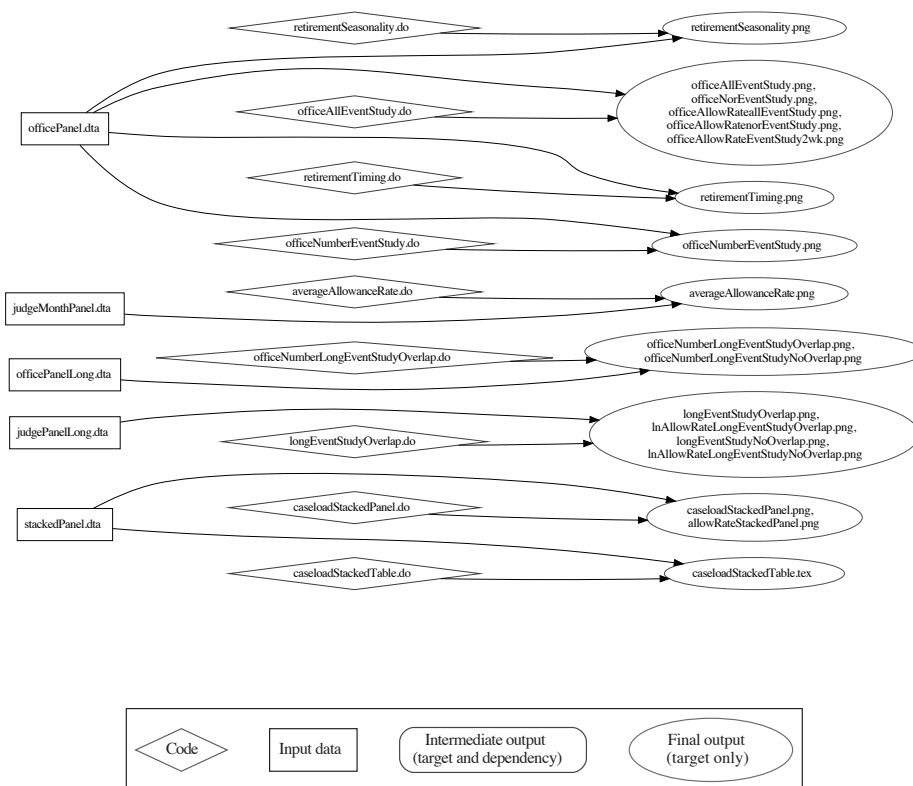 retirementSeasonality.do
retirementSeasonality.png
officePanel.dta
officeAllEventStudy.do
officeAllEventStudy.png,
officeNorEventStudy.png,
officeAllowRateallEventStudy.png,
officeAllowRatenorEventStudy.png,
officeAllowRateEventStudy2wk.png
retirementTiming.do
retirementTiming.png
officeNumberEventStudy.do
officeNumberEventStudy.png
judgeMonthPanel.dta
averageAllowanceRate.do
averageAllowanceRate.png
officePanelLong.dta
officeNumberLongEventStudyOverlap.do
officeNumberLongEventStudyOverlap.png,
officeNumberLongEventStudyNoOverlap.png
judgePanelLong.dta
longEventStudyOverlap.do
longEventStudyOverlap.png,
lnAllowRateLongEventStudyOverlap.png,
longEventStudyNoOverlap.png,
lnAllowRateLongEventStudyNoOverlap.png
stackedPanel.dta
caseloadStackedPanel.do
caseloadStackedPanel.png,
allowRateStackedPanel.png
caseloadStackedTable.do
caseloadStackedTable.tex
Code
Input data
Intermediate output
(target and dependency)
Final output
(target only)